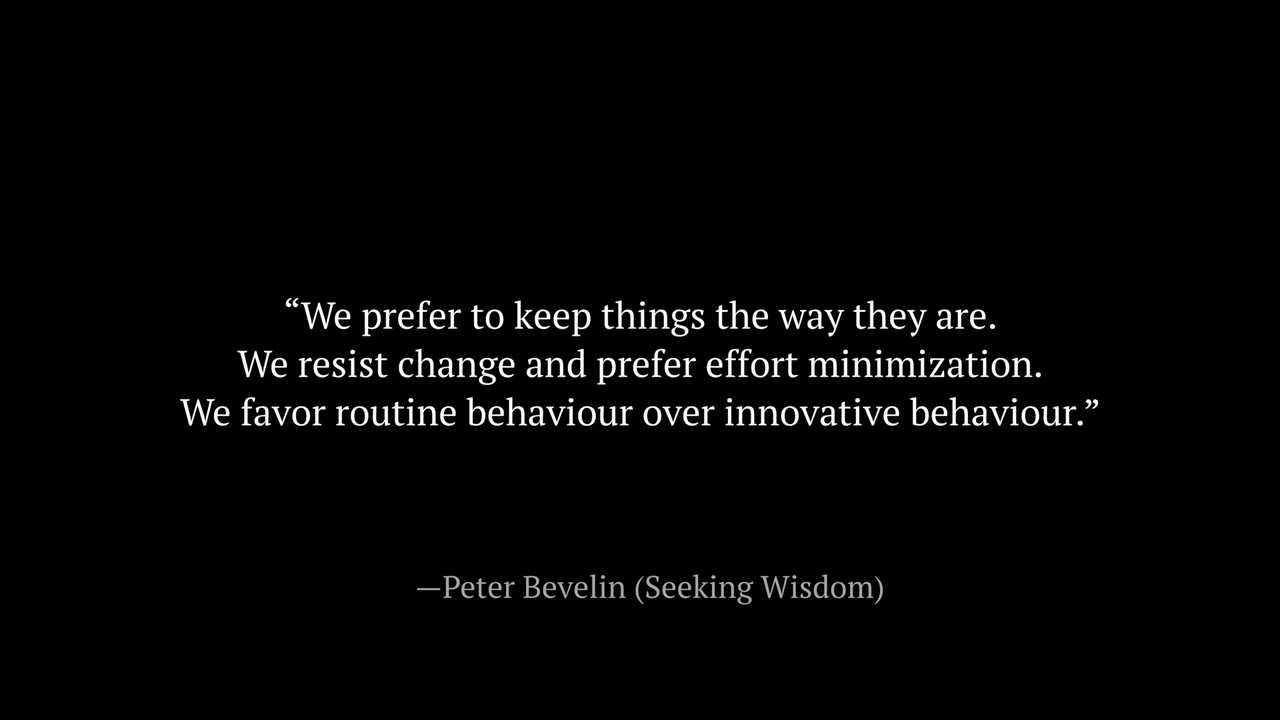 “We prefer to keep things the way they are.
We resist change and prefer effort minimization.
We favor routine behaviour over innovative behaviour.”
—Peter Bevelin (Seeking Wisdom)